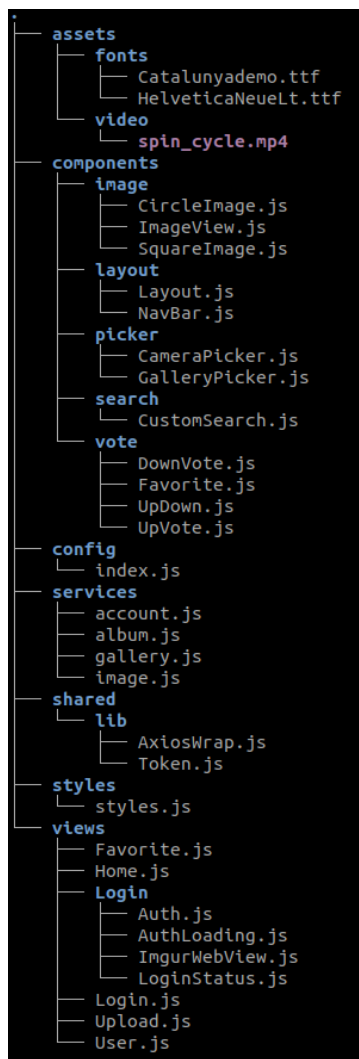 .
├── assets
│   ├── fonts
│   │   ├── Catalunyademo.ttf
│   │   └── HelveticaNeueLt.ttf
│   └── video
│       └── spin_cycle.mp4
├── components
│   ├── image
│   │   ├── CircleImage.js
│   │   ├── ImageView.js
│   │   └── SquareImage.js
│   ├── layout
│   │   ├── Layout.js
│   │   └── NavBar.js
│   ├── picker
│   │   ├── CameraPicker.js
│   │   └── GalleryPicker.js
│   ├── search
│   │   └── CustomSearch.js
│   └── vote
│       ├── DownVote.js
│       ├── Favorite.js
│       ├── UpDown.js
│       └── UpVote.js
├── config
│   └── index.js
├── services
│   ├── account.js
│   ├── album.js
│   ├── gallery.js
│   └── image.js
├── shared
│   └── lib
│       ├── AxiosWrap.js
│       └── Token.js
├── styles
│   └── styles.js
└── views
    ├── Favorite.js
    ├── Home.js
    ├── Login
    │   ├── Auth.js
    │   ├── AuthLoading.js
    │   ├── ImgurWebView.js
    │   └── LoginStatus.js
    ├── Login.js
    ├── Upload.js
    └── User.js